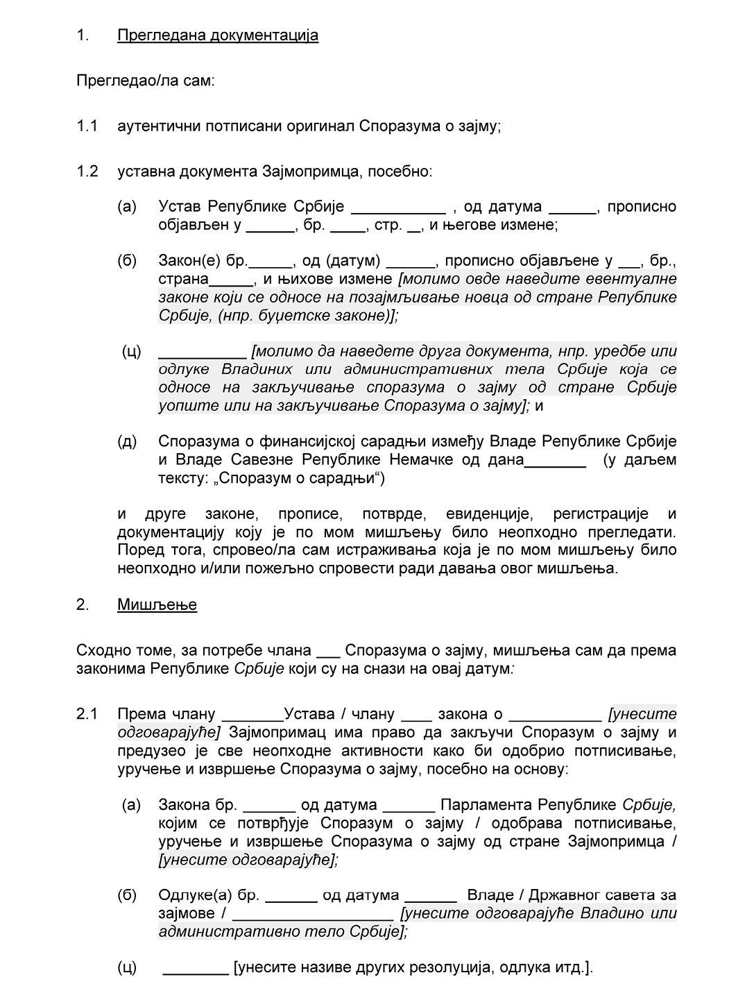 1. Прегледана документација
Прегледао/ла сам:
1.1 аутентични потписани оригинал Споразума о зајму;
1.2 уставна документа Зајмопримца, посебно:
(а) Устав Републике Србије ____________ , од датума ______, прописно
објављен у ______, бр. ____, стр. __, и његове измене;
(б) Закон(е) бр._____, од (датум) ______, прописно објављене у ___, бр.,
страна_____, и њихове измене [молимо овде наведите евентуалне
законе који се односе на позајмљивање новца од стране Републике
Србије, (нпр. буџетске законе)];
(ц) ___________ [молимо да наведете друга документа, нпр. уредбе или
одлуке Владиних или административних тела Србије која се
односе на закључивање споразума о зајму од стране Србије
уопште или на закључивање Споразума о зајму]; и
(д) Споразума о финансијској сарадњи између Владе Републике Србије
и Владе Савезне Републике Немачке од дана_______ (у даљем
тексту: „Споразум о сарадњи“)
и друге законе, прописе, потврде, евиденције, регистрације и
документацију коју је по мом мишљењу било неопходно прегледати.
Поред тога, спровео/ла сам истраживања која је по мом мишљењу било
неопходно и/или пожељно спровести ради давања овог мишљења.
2. Мишљење
Сходно томе, за потребе члана ___ Споразума о зајму, мишљења сам да према
законима Републике Србије који су на снази на овај датум:
2.1 Према члану _______Устава / члану ____ закона о ___________ [унесите
одговарајуће] Зајмопримац има право да закључи Споразум о зајму и
предузео је све неопходне активности како би одобрио потписивање,
уручење и извршење Споразума о зајму, посебно на основу:
(а) Закона бр. ______ од датума ______ Парламента Републике Србије,
којим се потврђује Споразум о зајму / одобрава потписивање,
уручење и извршење Споразума о зајму од стране Зајмопримца /
[унесите одговарајуће];
(б) Одлуке(а) бр. ______ од датума ______ Владе / Државног савета за
зајмове / ___________________ [унесите одговарајуће Владино или
административно тело Србије];
(ц) ________ [унесите називе других резолуција, одлука итд.].